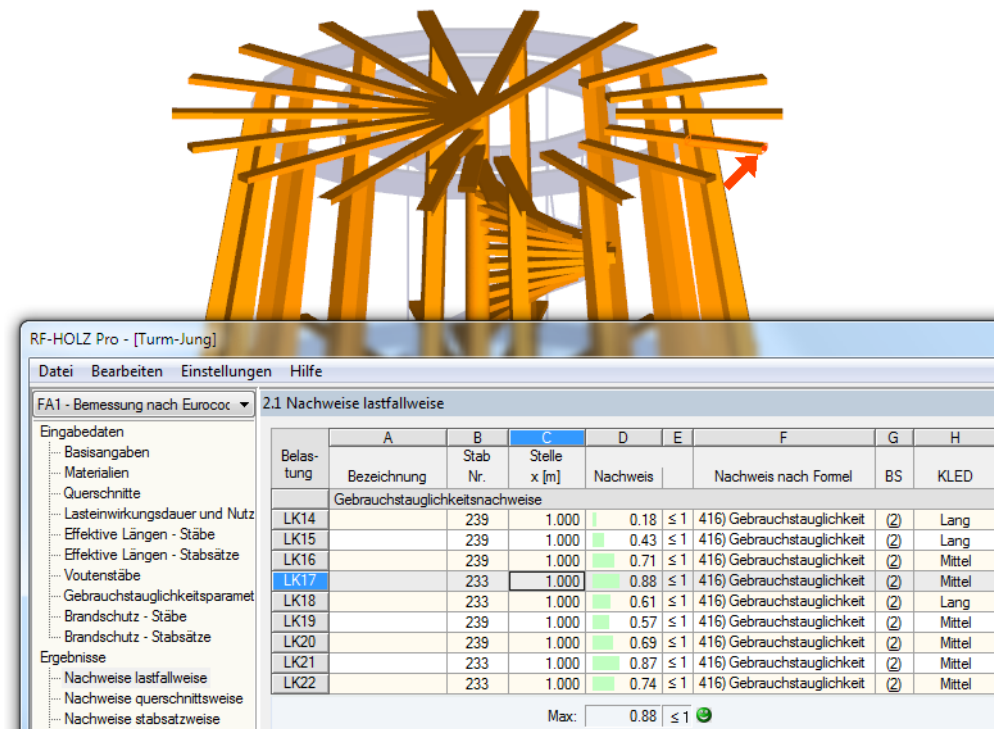 RF-HOLZ Pro - [Turm-Jung]
Datei Bearbeiten Einstellungen Hilfe
FA1 - Bemessung nach Eurococ
2.1 Nachweise lastfallweise
Eingabedaten
Basisangaben
Materialien
Querschnitte
Lasteinwirkungsdauer und Nutz
Effektive Längen - Stäbe
Effektive Längen - Stabsätze
Voutenstäbe
Gebrauchstauglichkeitsparamet
Brandschutz - Stäbe
Brandschutz - Stabsätze
Ergebnisse
Nachweise lastfallweise
Nachweise querschnittsweise
Nachweise stabsatzweise
A B C D E F G H
Belas- Stab Stelle
tung Bezeichnung Nr. x [m] Nachweis Nachweis nach Formel BS KLED
Gebrauchstauglichkeitsnachweise
LK14 239 1.000 0.18 ≤ 1 416) Gebrauchstauglichkeit (2) Lang
LK15 239 1.000 0.43 ≤ 1 416) Gebrauchstauglichkeit (2) Lang
LK16 239 1.000 0.71 ≤ 1 416) Gebrauchstauglichkeit (2) Mittel
LK17 233 1.000 0.88 ≤ 1 416) Gebrauchstauglichkeit (2) Mittel
LK18 233 1.000 0.61 ≤ 1 416) Gebrauchstauglichkeit (2) Lang
LK19 239 1.000 0.57 ≤ 1 416) Gebrauchstauglichkeit (2) Mittel
LK20 239 1.000 0.69 ≤ 1 416) Gebrauchstauglichkeit (2) Mittel
LK21 233 1.000 0.87 ≤ 1 416) Gebrauchstauglichkeit (2) Mittel
LK22 233 1.000 0.74 ≤ 1 416) Gebrauchstauglichkeit (2) Mittel
Max: 0.88 ≤ 1